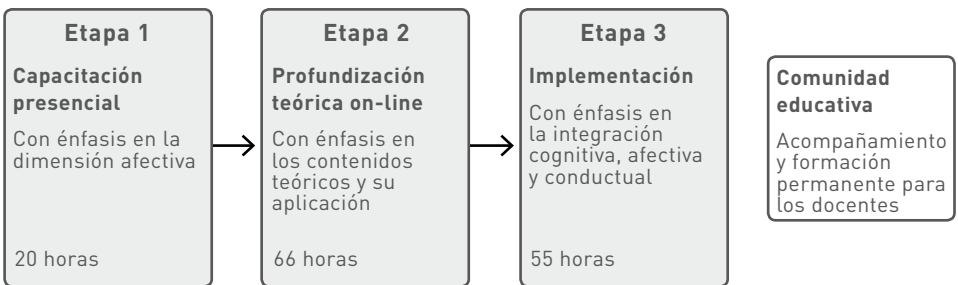 Etapa 1
Capacitación
presencial
Con énfasis en la
dimensión afectiva
20 horas
Etapa 2
Profundización
teórica on-line
Con énfasis en
los contenidos
teóricos y su
aplicación
66 horas
Etapa 3
Implementación
Con énfasis en
la integración
cognitiva, afectiva
y conductual
55 horas
Comunidad
educativa
Acompañamiento
y formación
permanente para
los docentes